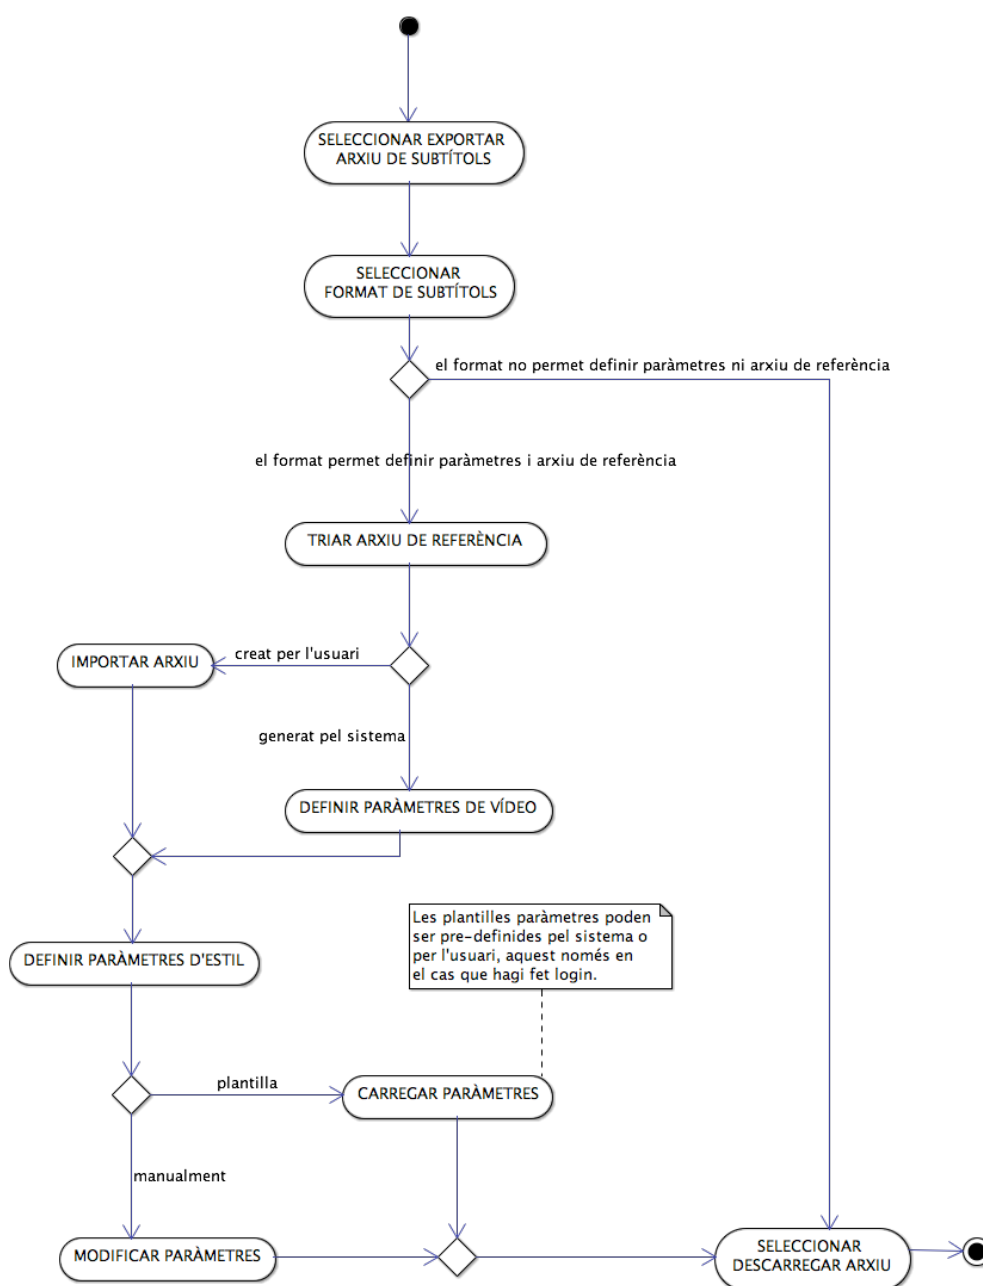 SELECCIONAR EXPORTAR
ARXIU DE SUBTÍTOLS
SELECCIONAR
FORMAT DE SUBTÍTOLS
el format no permet definir paràmetres ni arxiu de referència
el format permet definir paràmetres i arxiu de referència
TRIAR ARXIU DE REFERÈNCIA
IMPORTAR ARXIU
creat per l'usuari
generat pel sistema
DEFINIR PARÀMETRES DE VÍDEO
Les plantilles paràmetres poden
ser pre-definides pel sistema o
per l'usuari, aquest només en
el cas que hagi fet login.
DEFINIR PARÀMETRES D'ESTIL
plantilla
CARREGAR PARÀMETRES
manualment
MODIFICAR PARÀMETRES
SELECCIONAR
DESCARREGAR ARXIU